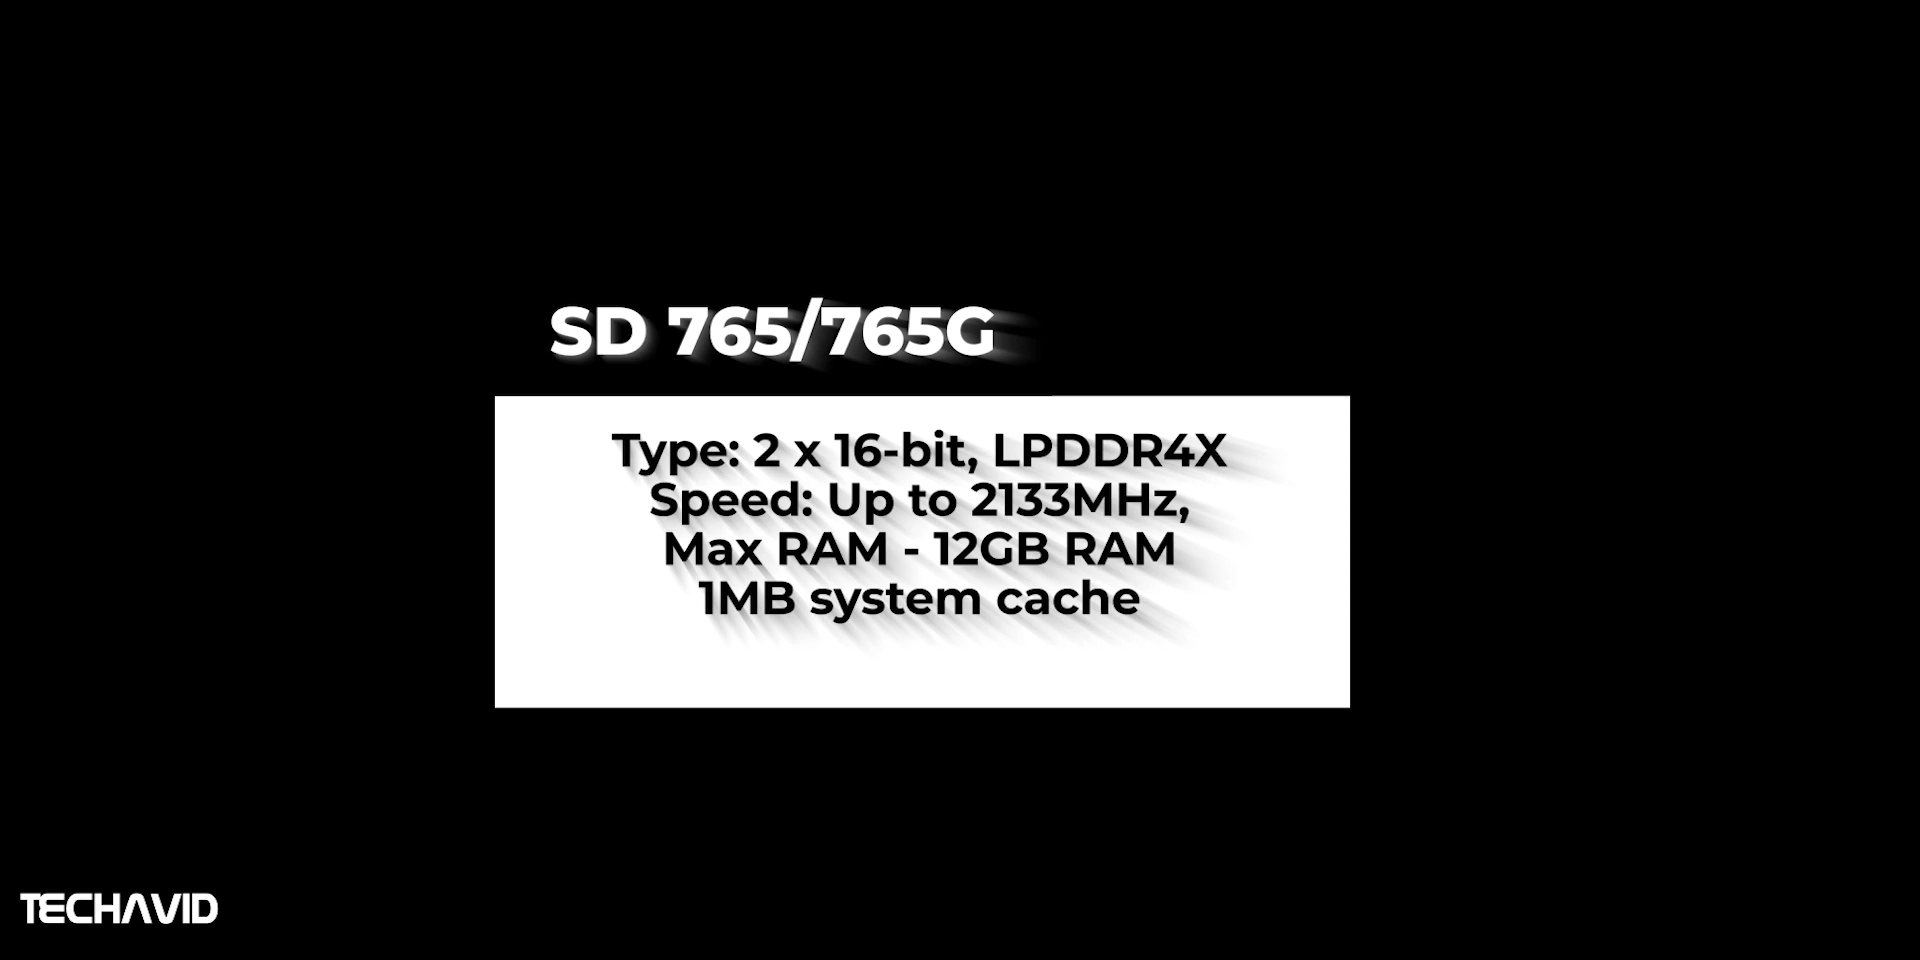 SD 765/765G
Type: 2 x 16-bit, LPDDR4X
Speed: Up to 2133MHz,
Max RAM - 12GB RAM
1MB system cache
TECHAVID